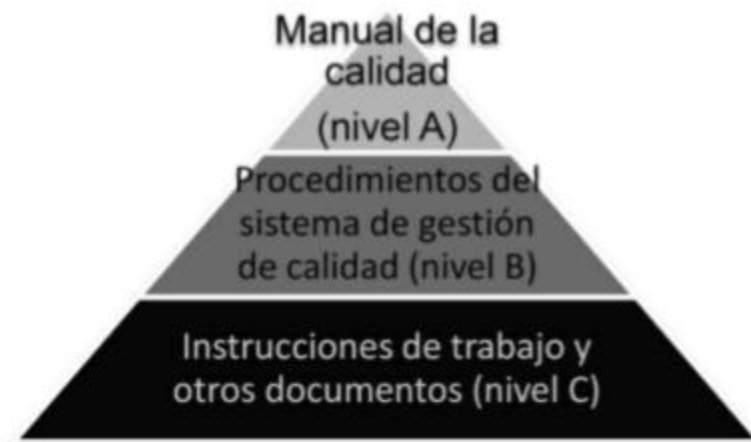 Manual de la
calidad
(nivel A)
Procedimientos del
sistema de gestión
de calidad (nivel B)
Instrucciones de trabajo y
otros documentos (nivel C)